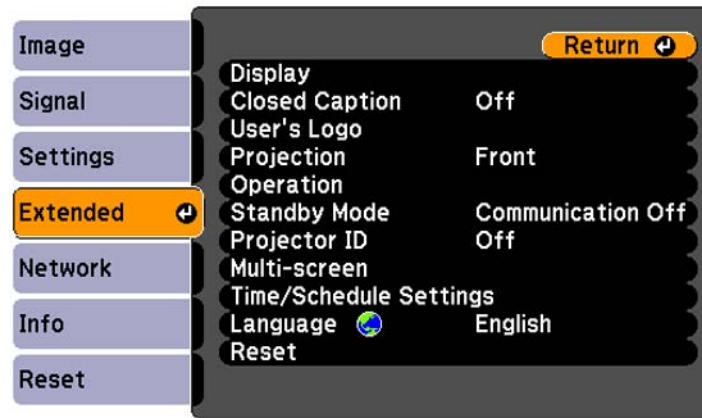 Image
Signal
Settings
Extended
Network
Info
Reset
Return
Display
Closed Caption Off
User's Logo
Projection Front
Operation
Standby Mode Communication Off
Projector ID Off
Multi-screen
Time/Schedule Settings
Language English
Reset